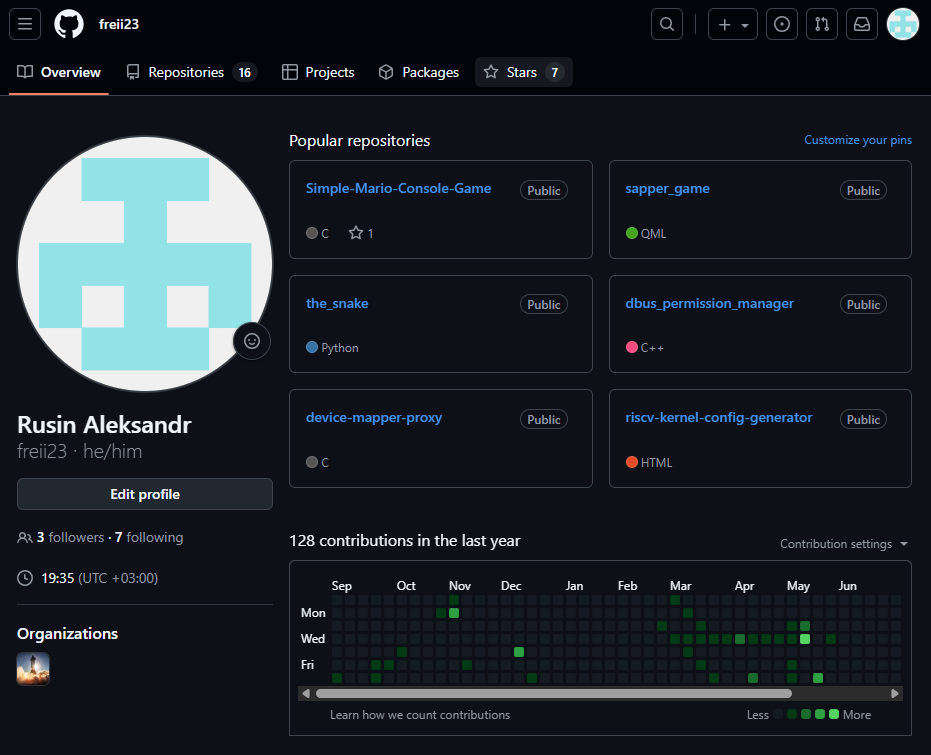 freii23
Overview Repositories 16 Projects Packages Stars 7
Popular repositories Customize your pins
Simple-Mario-Console-Game Public
C 1
sapper_game Public
QML
the_snake Public
Python
dbus_permission_manager Public
C++
device-mapper-proxy Public
C
riscv-kernel-config-generator Public
HTML
Rusin Aleksandr
freii23 · he/him
Edit profile
3 followers · 7 following
19:35 (UTC +03:00)
Organizations
128 contributions in the last year Contribution settings
Sep Oct Nov Dec Jan Feb Mar Apr May Jun
Mon
Wed
Fri
Learn how we count contributions Less More